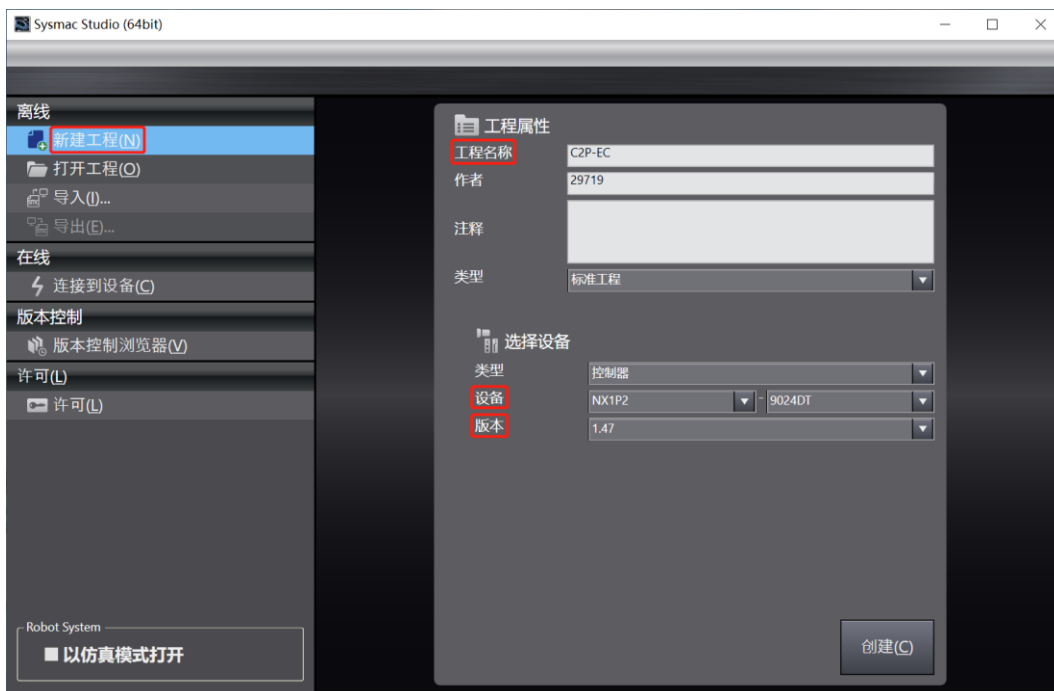 Sysmac Studio (64bit)
离线
新建工程(N)
打开工程(O)
导入(I)...
导出(E)...
在线
连接到设备(C)
版本控制
版本控制浏览器(V)
许可(L)
许可(L)
Robot System
以仿真模式打开
工程属性
工程名称 C2P-EC
作者 29719
注释
类型 标准工程
选择设备
类型 控制器
设备 NX1P2 - 9024DT
版本 1.47
创建(C)